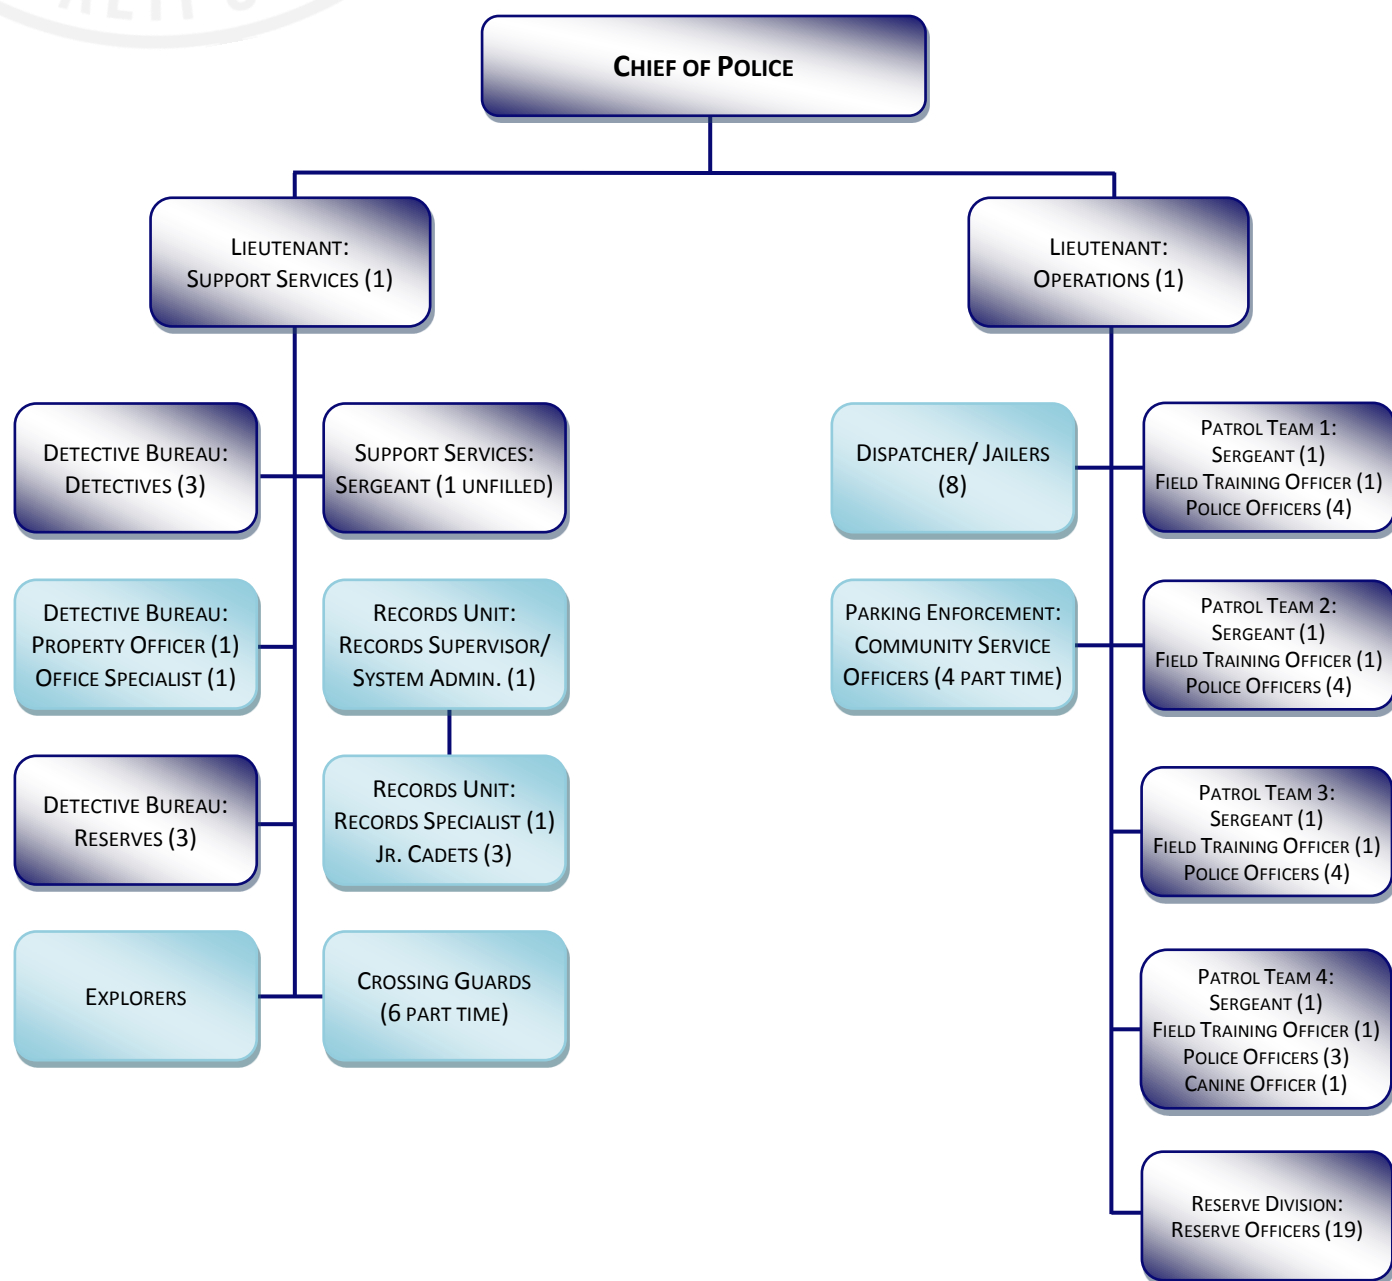 CHIEF OF POLICE
LIEUTENANT:
SUPPORT SERVICES (1)
LIEUTENANT:
OPERATIONS (1)
DETECTIVE BUREAU:
DETECTIVES (3)
SUPPORT SERVICES:
SERGEANT (1 UNFILLED)
DETECTIVE BUREAU:
PROPERTY OFFICER (1)
OFFICE SPECIALIST (1)
RECORDS UNIT:
RECORDS SUPERVISOR/
SYSTEM ADMIN. (1)
DETECTIVE BUREAU:
RESERVES (3)
RECORDS UNIT:
RECORDS SPECIALIST (1)
JR. CADETS (3)
EXPLORERS
CROSSING GUARDS
(6 PART TIME)
DISPATCHER/ JAILERS
(8)
PATROL TEAM 1:
SERGEANT (1)
FIELD TRAINING OFFICER (1)
POLICE OFFICERS (4)
PARKING ENFORCEMENT:
COMMUNITY SERVICE
OFFICERS (4 PART TIME)
PATROL TEAM 2:
SERGEANT (1)
FIELD TRAINING OFFICER (1)
POLICE OFFICERS (4)
PATROL TEAM 3:
SERGEANT (1)
FIELD TRAINING OFFICER (1)
POLICE OFFICERS (4)
PATROL TEAM 4:
SERGEANT (1)
FIELD TRAINING OFFICER (1)
POLICE OFFICERS (3)
CANINE OFFICER (1)
RESERVE DIVISION:
RESERVE OFFICERS (19)